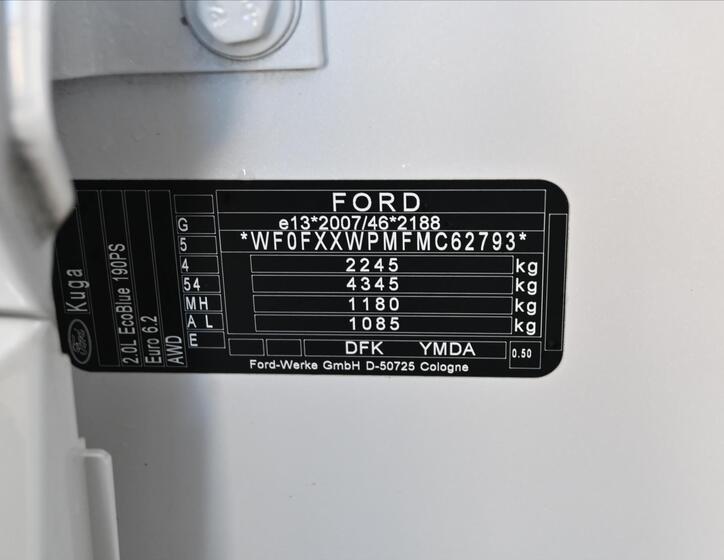 FORD
e13*2007/46*2188
*WF0FXXWPMFMC62793*
G
5
4
54
MH
A L
E
2245 kg
4345 kg
1180 kg
1085 kg
DFK YMDA
0.50
Ford-Werke GmbH D-50725 Cologne
Ford
Kuga
2.0L EcoBlue 190PS
Euro 6.2
AWD